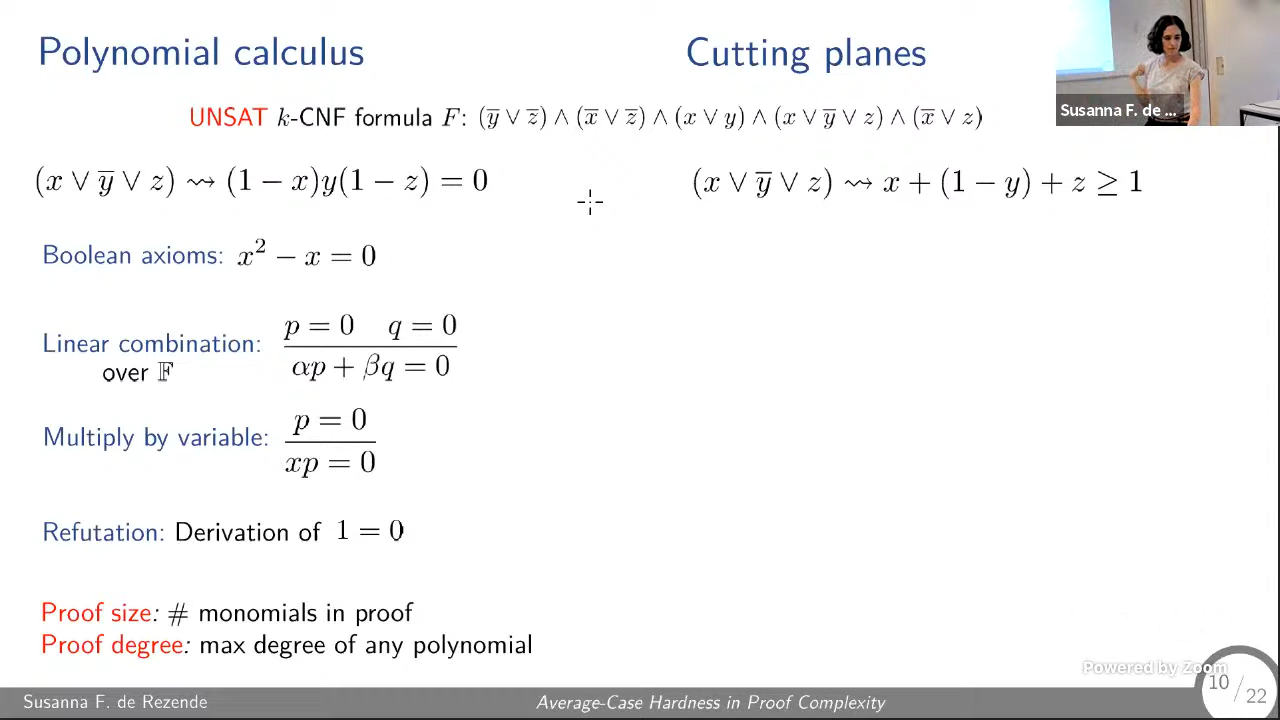 Polynomial calculus
Cutting planes
Susanna F. de ...
UNSAT k-CNF formula F: (y̅ ∨ z̅) ∧ (x̅ ∨ z̅) ∧ (x ∨ y) ∧ (x ∨ y̅ ∨ z) ∧ (x̅ ∨ z)
(x ∨ y̅ ∨ z) ⇝ (1 − x)y(1 − z) = 0
(x ∨ y̅ ∨ z) ⇝ x + (1 − y) + z ≥ 1
Boolean axioms: x² − x = 0
Linear combination: p = 0 q = 0
over 𝔽 αp + βq = 0
Multiply by variable: p = 0
xp = 0
Refutation: Derivation of 1 = 0
Proof size: # monomials in proof
Proof degree: max degree of any polynomial
Powered by Zoom
Susanna F. de Rezende
Average-Case Hardness in Proof Complexity
10/22